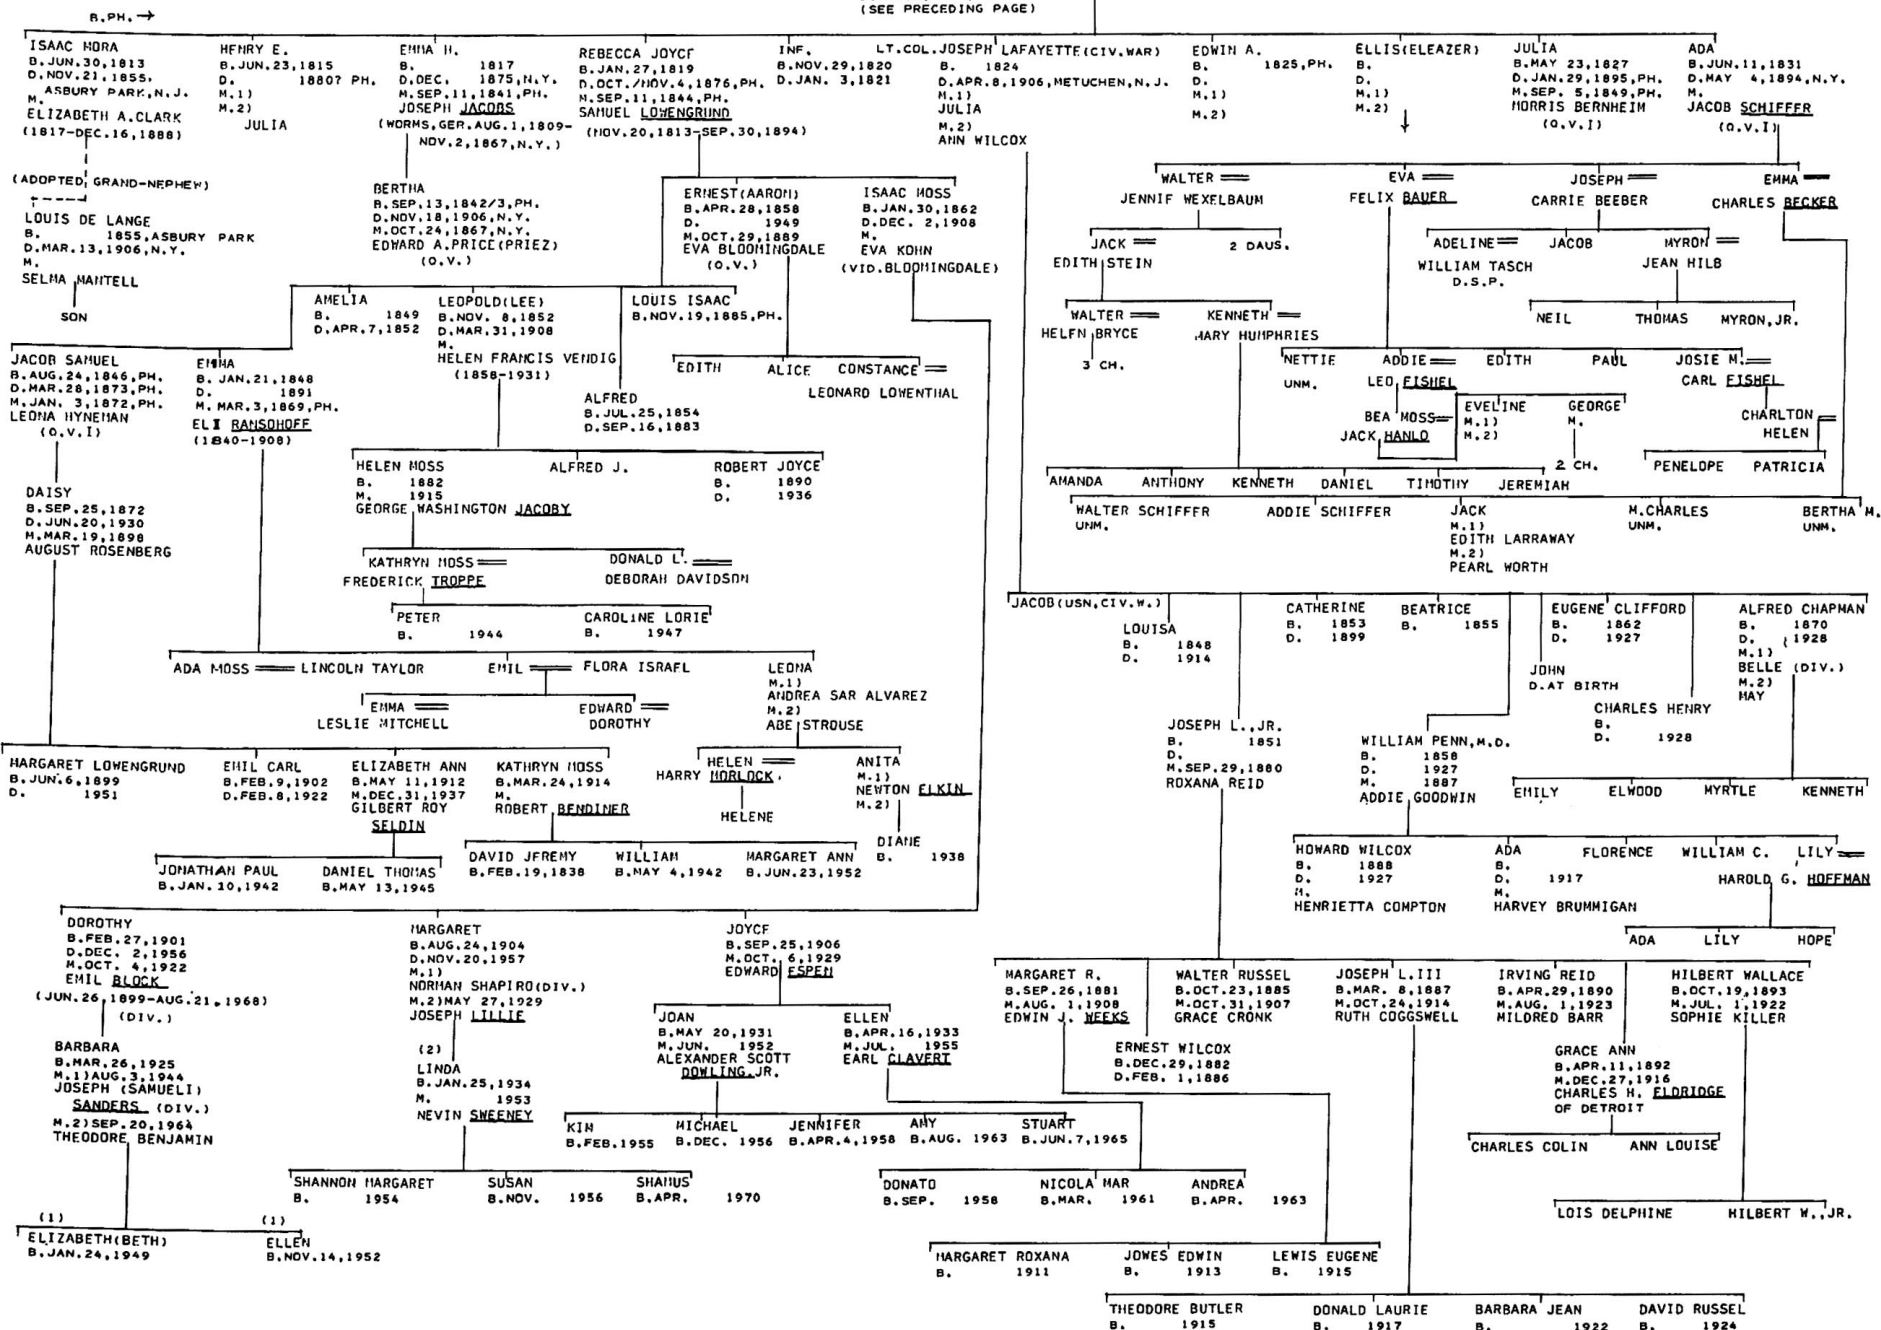 (SEE PRECEDING PAGE)
B.PH. →
ISAAC MORA
B.JUN.30,1813
D.NOV.21,1855,
ASBURY PARK,N.J.
M.
ELIZABETH A.CLARK
(1817-DEC.16,1888)
HENRY E.
B.JUN.23,1815
D. 1880? PH.
M.1)
M.2)
JULIA
EMMA H.
B. 1817
D.DEC. 1875,N.Y.
M.SEP.11,1841,PH.
JOSEPH JACOBS
(WORMS,GER.AUG.1,1809-
NOV.2,1867,N.Y.)
REBECCA JOYCE
B.JAN.27,1819
D.OCT./NOV.4,1876,PH.
M.SEP.11,1844,PH.
SAMUEL LOWENGRUND
(NOV.20,1813-SEP.30,1894)
INF.
B.NOV.29,1820
D.JAN.3,1821
LT.COL.JOSEPH LAFAYETTE(CIV.WAR)
B. 1824
D.APR.8,1906,METUCHEN,N.J.
M.1)
JULIA
M.2)
ANN WILCOX
EDWIN A.
B. 1825,PH.
D.
M.1)
M.2)
ELLIS(ELEAZER)
B.
D.
M.1)
M.2)
JULIA
B.MAY 23,1827
D.JAN.29,1895,PH.
M.SEP. 5,1849,PH.
MORRIS BERNHEIM
(Q.V.I)
ADA
B.JUN.11,1831
D.MAY 4,1894,N.Y.
M.
JACOB SCHIFFER
(Q.V.I)
(ADOPTED GRAND-NEPHEW)
LOUIS DE LANGE
B. 1855,ASBURY PARK
D.MAR.13,1906,N.Y.
M.
SELMA MANTELL
SON
BERTHA
B.SEP.13,1842/3,PH.
D.NOV.18,1906,N.Y.
M.OCT.24,1867,N.Y.
EDWARD A.PRICE(PRIEZ)
(Q.V.)
ERNEST(AARON)
B.APR.28,1858
D. 1949
M.OCT.29,1889
EVA BLOOMINGDALE
(Q.V.)
ISAAC MOSS
B.JAN.30,1862
D.DEC. 2,1908
M.
EVA KOHN
(VID.BLOOMINGDALE)
WALTER
JENNIF WEXELBAUM
EVA
FELIX BAUER
JOSEPH
CARRIE BEEBER
EMMA
CHARLES BECKER
JACK
EDITH STEIN
2 DAUS.
ADELINE
WILLIAM TASCH
D.S.P.
JACOB
MYRON
JEAN HILB
WALTER
HELEN BRYCE
3 CH.
KENNETH
MARY HUMPHRIES
NEIL
THOMAS
MYRON,JR.
JACOB SAMUEL
B.AUG.24,1846,PH.
D.MAR.28,1873,PH.
M.JAN. 3,1872,PH.
LEONA HYNEMAN
(Q.V.I)
EMMA
B. JAN.21,1848
D. 1891
M. MAR.3,1869,PH.
ELI RANSOHOFF
(1840-1908)
AMELIA
B. 1849
D.APR.7,1852
LEOPOLD(LEE)
B.NOV. 8,1852
D.MAR.31,1908
M.
HELEN FRANCIS VENDIG
(1858-1931)
ALFRED
B.JUL.25,1854
D.SEP.16,1883
LOUIS ISAAC
B.NOV.19,1885,PH.
EDITH
ALICE
CONSTANCE
LEONARD LOWENTHAL
NETTIE
UNM.
ADDIE
LEO FISHEL
EDITH
PAUL
JOSIE M.
CARL FISHEL
BEA MOSS
JACK HANLO
EVELINE
M.1)
M.2)
GEORGE
M.
2 CH.
CHARLTON
HELEN
PENELOPE
PATRICIA
AMANDA
ANTHONY
KENNETH
DANIEL
TIMOTHY
JEREMIAH
WALTER SCHIFFER
UNM.
ADDIE SCHIFFER
JACK
M.1)
EDITH LARRAWAY
M.2)
PEARL WORTH
M.CHARLES
UNM.
BERTHA M.
UNM.
DAISY
B.SEP.25,1872
D.JUN.20,1930
M.MAR.19,1898
AUGUST ROSENBERG
HELEN MOSS
B. 1882
M. 1915
GEORGE WASHINGTON JACOBY
ALFRED J.
ROBERT JOYCE
B. 1890
D. 1936
KATHRYN MOSS
FREDERICK TROPPE
DONALD L.
DEBORAH DAVIDSON
PETER
B. 1944
CAROLINE LORIE
B. 1947
ADA MOSS
LINCOLN TAYLOR
EMIL
FLORA ISRAEL
LEONA
M.1)
ANDREA SAR ALVAREZ
M.2)
ABE STROUSE
EMMA
LESLIE MITCHELL
EDWARD
DOROTHY
HELEN
HARRY MORLOCK
HELENE
ANITA
M.1)
NEWTON ELKIN
M.2)
DIANE
B. 1938
JACOB(USN,CIV.W.)
LOUISA
B. 1848
D. 1914
JOSEPH L.,JR.
B. 1851
D.
M.SEP.29,1880
ROXANA REID
CATHERINE
B. 1853
D. 1899
BEATRICE
B. 1855
WILLIAM PENN,M.D.
B. 1858
D. 1927
M. 1887
ADDIE GOODWIN
JOHN
D.AT BIRTH
EUGENE CLIFFORD
B. 1862
D. 1927
CHARLES HENRY
B.
D. 1928
ALFRED CHAPMAN
B. 1870
D. 1928
M.1)
BELLE (DIV.)
M.2)
MAY
EMILY
ELWOOD
MYRTLE
KENNETH
MARGARET LOWENGRUND
B.JUN.6,1899
D. 1951
EMIL CARL
B.FEB.9,1902
D.FEB.8,1922
ELIZABETH ANN
B.MAY 11,1912
M.DEC.31,1937
GILBERT ROY
SELDIN
KATHRYN MOSS
B.MAR.24,1914
M.
ROBERT BENDINER
JONATHAN PAUL
B.JAN.10,1942
DANIEL THOMAS
B.MAY 13,1945
DAVID JEREMY
B.FEB.19,1838
WILLIAM
B.MAY 4,1942
MARGARET ANN
B.JUN.23,1952
HOWARD WILCOX
B. 1888
D. 1927
M.
HENRIETTA COMPTON
ADA
B.
D. 1917
M.
HARVEY BRUMMIGAN
FLORENCE
WILLIAM C.
LILY
HAROLD G. HOFFMAN
ADA
LILY
HOPE
DOROTHY
B.FEB.27,1901
D.DEC. 2,1956
M.OCT. 4,1922
EMIL BLOCK
(JUN.26,1899-AUG.21,1968)
(DIV.)
MARGARET
B.AUG.24,1904
D.NOV.20,1957
M.1)
NORMAN SHAPIRO(DIV.)
M.2)MAY 27,1929
JOSEPH LILLIE
JOYCE
B.SEP.25,1906
M.OCT. 6,1929
EDWARD ESPEN
MARGARET R.
B.SEP.26,1881
M.AUG. 1,1908
EDWIN J. WEEKS
ERNEST WILCOX
B.DEC.29,1882
D.FEB. 1,1886
WALTER RUSSEL
B.OCT.23,1885
M.OCT.31,1907
GRACE CRONK
JOSEPH L.III
B.MAR. 8,1887
M.OCT.24,1914
RUTH COGGSWELL
IRVING REID
B.APR.29,1890
M.AUG. 1,1923
MILDRED BARR
GRACE ANN
B.APR.11,1892
M.DEC.27,1916
CHARLES H. ELDRIDGE
OF DETROIT
HILBERT WALLACE
B.OCT.19,1893
M.JUL. 1,1922
SOPHIE KILLER
BARBARA
B.MAR.26,1925
M.1)AUG.3,1944
JOSEPH (SAMUELI)
SANDERS (DIV.)
M.2)SEP.20,1964
THEODORE BENJAMIN
(2)
LINDA
B.JAN.25,1934
M. 1953
NEVIN SWEENEY
JOAN
B.MAY 20,1931
M.JUN. 1952
ALEXANDER SCOTT
DOWLING,JR.
ELLEN
B.APR.16,1933
M.JUL. 1955
EARL CLAVERT
KIM
B.FEB.1955
MICHAEL
B.DEC. 1956
JENNIFER
B.APR.4,1958
AMY
B.AUG. 1963
STUART
B.JUN.7,1965
CHARLES COLIN
ANN LOUISE
SHANNON MARGARET
B. 1954
SUSAN
B.NOV. 1956
SHAMUS
B.APR. 1970
DONATO
B.SEP. 1958
NICOLA MAR
B.MAR. 1961
ANDREA
B.APR. 1963
LOIS DELPHINE
HILBERT W.,JR.
(1)
ELIZABETH(BETH)
B.JAN.24,1949
(1)
ELLEN
B.NOV.14,1952
MARGARET ROXANA
B. 1911
JOWES EDWIN
B. 1913
LEWIS EUGENE
B. 1915
THEODORE BUTLER
B. 1915
DONALD LAURIE
B. 1917
BARBARA JEAN
B. 1922
DAVID RUSSEL
B. 1924